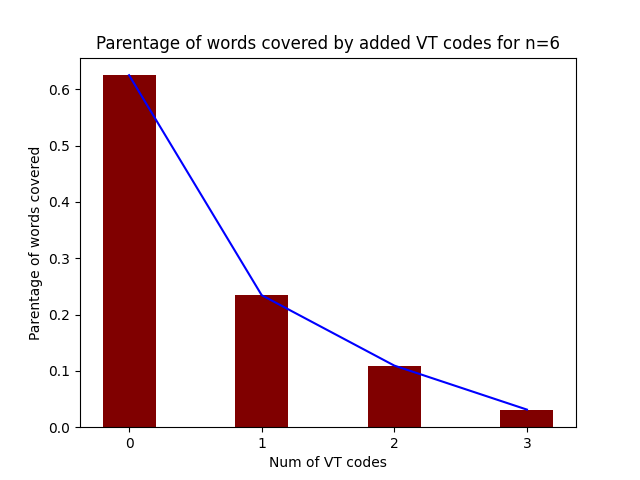 Parentage of words covered by added VT codes for n=6
Parentage of words covered
0.6
0.5
0.4
0.3
0.2
0.1
0.0
0 1 2 3
Num of VT codes